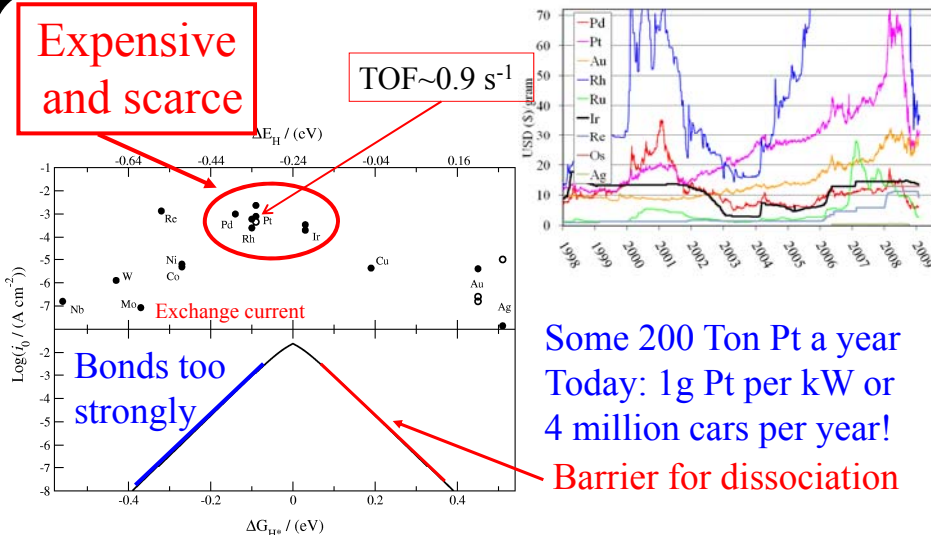 Expensive
and scarce
TOF~0.9 s-1
ΔE_H / (eV)
-0.64 -0.44 -0.24 -0.04 0.16
-1
-2
-3
-4
-5
-6
-7
Re
Pd
Pt
Rh
Ir
Ni
Co
W
Nb
Mo
Cu
Au
Ag
Exchange current
Log(i0 / (A cm-2))
Bonds too
strongly
-2
-3
-4
-5
-6
-7
-8
-0.4 -0.2 0 0.2 0.4
ΔG_H* / (eV)
Barrier for dissociation
USD ($) / gram
70
60
50
40
30
20
10
0
Pd
Pt
Au
Rh
Ru
Ir
Re
Os
Ag
1998 1999 2000 2001 2002 2003 2004 2005 2006 2007 2008 2009
Some 200 Ton Pt a year
Today: 1g Pt per kW or
4 million cars per year!